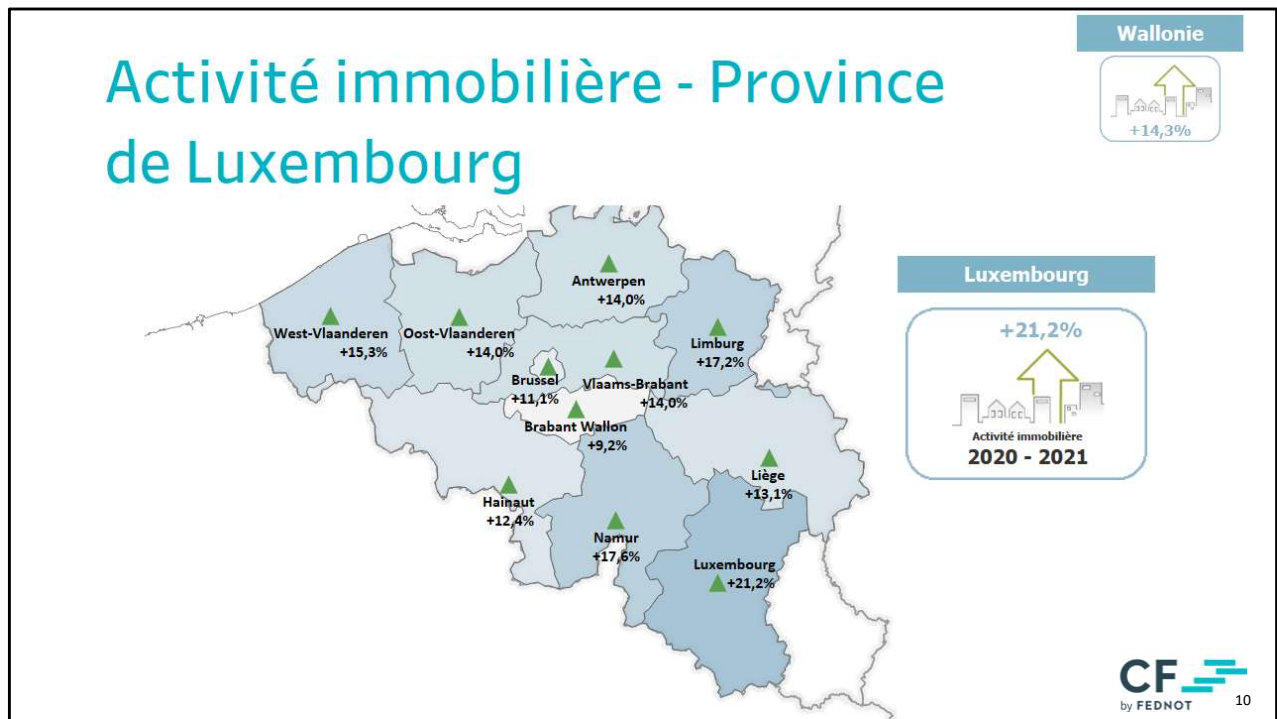 Activité immobilière - Province
de Luxembourg
Wallonie
+14,3%
Antwerpen
+14,0%
West-Vlaanderen
+15,3%
Oost-Vlaanderen
+14,0%
Limburg
+17,2%
Brussel
+11,1%
Vlaams-Brabant
+14,0%
Brabant Wallon
+9,2%
Liège
+13,1%
Hainaut
+12,4%
Namur
+17,6%
Luxembourg
+21,2%
Luxembourg
+21,2%
Activité immobilière
2020 - 2021
CF
by FEDNOT
10